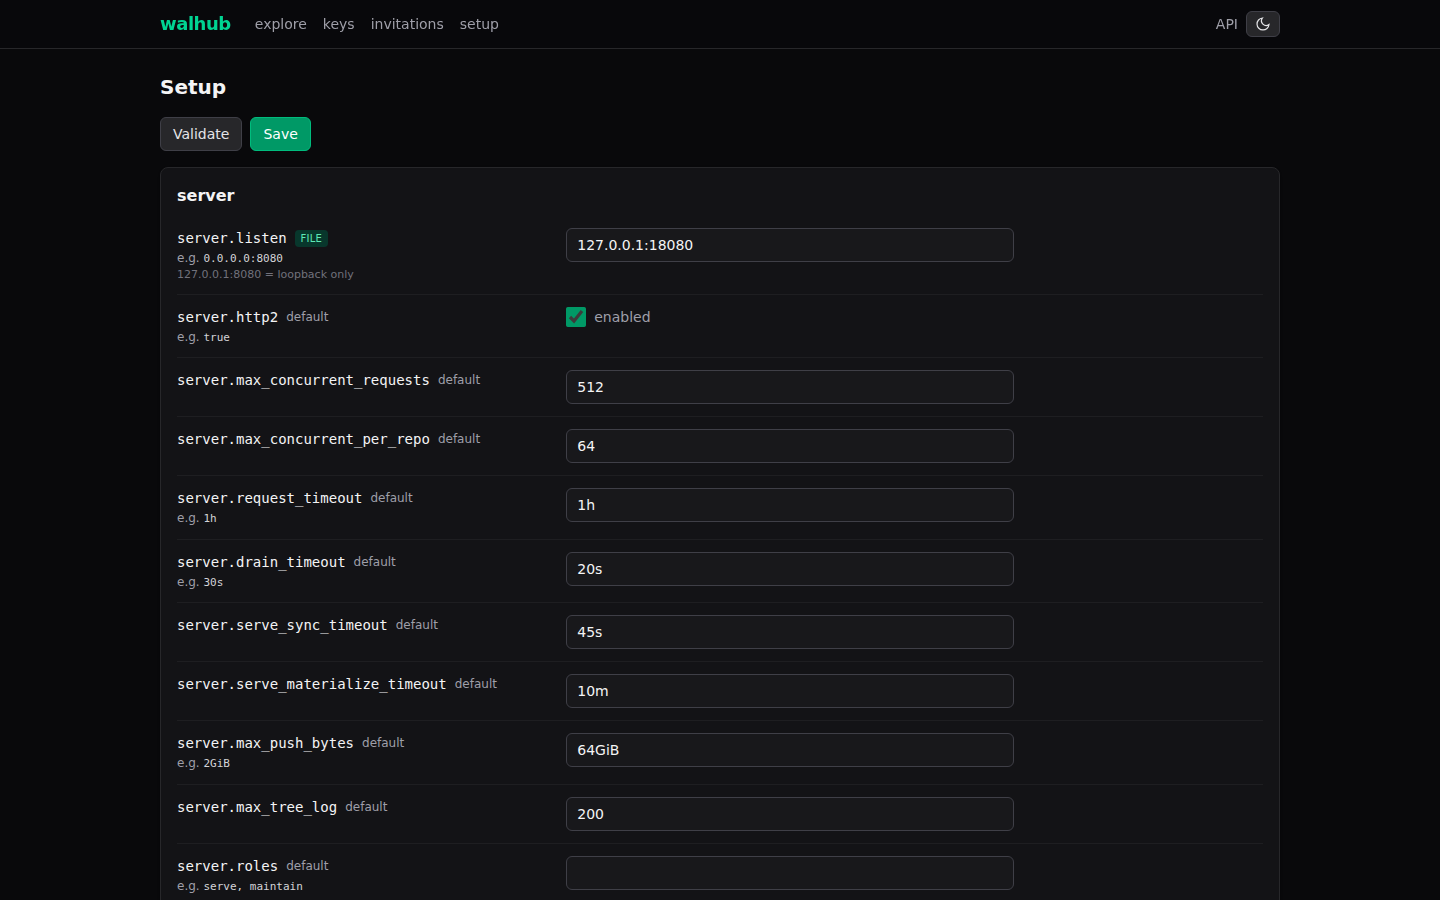 walhub explore keys invitations setup API
Setup
Validate Save
server
server.listen FILE 127.0.0.1:18080
e.g. 0.0.0.0:8080
127.0.0.1:8080 = loopback only
server.http2 default enabled
e.g. true
server.max_concurrent_requests default 512
server.max_concurrent_per_repo default 64
server.request_timeout default 1h
e.g. 1h
server.drain_timeout default 20s
e.g. 30s
server.serve_sync_timeout default 45s
server.serve_materialize_timeout default 10m
server.max_push_bytes default 64GiB
e.g. 2GiB
server.max_tree_log default 200
server.roles default
e.g. serve, maintain